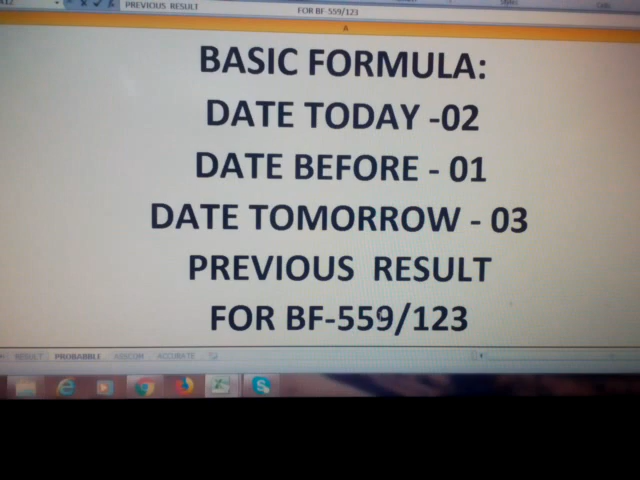 PREVIOUS RESULT
FOR BF-559/123
A
BASIC FORMULA:
DATE TODAY -02
DATE BEFORE - 01
DATE TOMORROW - 03
PREVIOUS RESULT
FOR BF-559/123
RESULT PROBABBLE ACCURATE